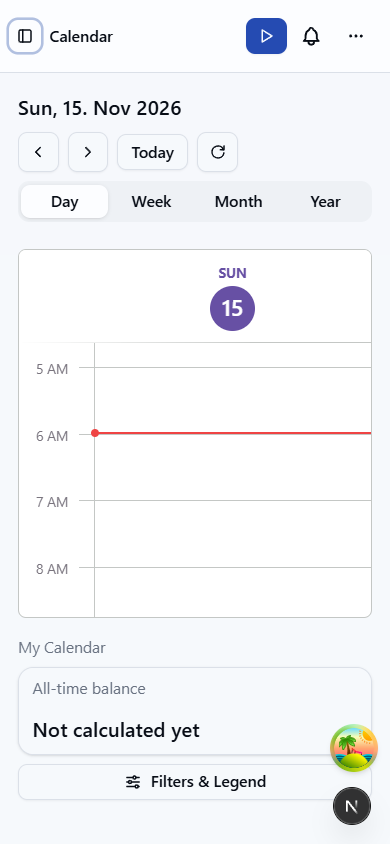 Calendar
Sun, 15. Nov 2026
Today
Day Week Month Year
SUN
15
5 AM
6 AM
7 AM
8 AM
My Calendar
All-time balance
Not calculated yet
Filters & Legend
N